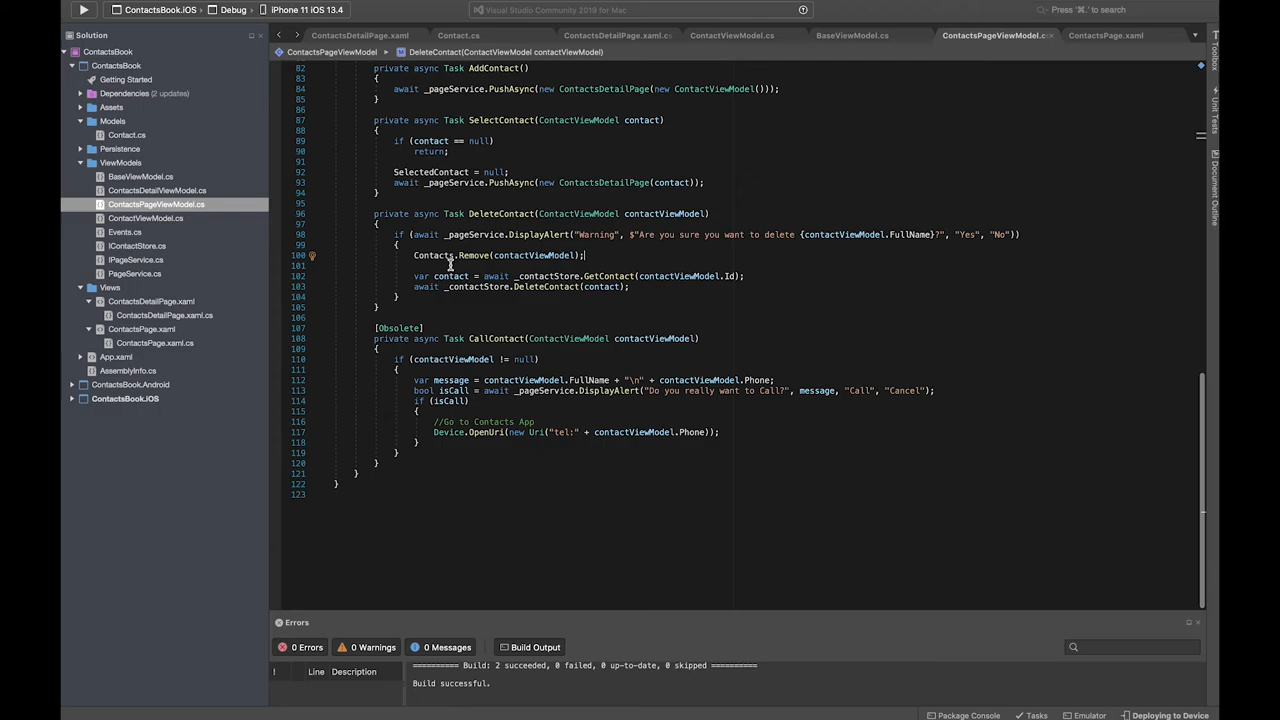 ContactsBook.iOS
Debug
iPhone 11 iOS 13.4
Visual Studio Community 2019 for Mac
Press '⌘.' to search
Solution
ContactsDetailPage.xaml
Contact.cs
ContactsDetailPage.xaml.cs
ContactViewModel.cs
BaseViewModel.cs
ContactsPageViewModel.cs
ContactsPage.xaml
ContactsBook
ContactsBook
Getting Started
Dependencies (2 updates)
Assets
Models
Contact.cs
Persistence
ViewModels
BaseViewModel.cs
ContactsDetailViewModel.cs
ContactsPageViewModel.cs
ContactViewModel.cs
Events.cs
IContactStore.cs
IPageService.cs
PageService.cs
Views
ContactsDetailPage.xaml
ContactsDetailPage.xaml.cs
ContactsPage.xaml
ContactsPage.xaml.cs
App.xaml
AssemblyInfo.cs
ContactsBook.Android
ContactsBook.iOS
ContactsPageViewModel
DeleteContact(ContactViewModel contactViewModel)
82 private async Task AddContact()
83 {
84 await _pageService.PushAsync(new ContactsDetailPage(new ContactViewModel()));
85 }
86
87 private async Task SelectContact(ContactViewModel contact)
88 {
89 if (contact == null)
90 return;
91
92 SelectedContact = null;
93 await _pageService.PushAsync(new ContactsDetailPage(contact));
94 }
95
96 private async Task DeleteContact(ContactViewModel contactViewModel)
97 {
98 if (await _pageService.DisplayAlert("Warning", $"Are you sure you want to delete {contactViewModel.FullName}?", "Yes", "No"))
99 {
100 Contacts.Remove(contactViewModel);
101
102 var contact = await _contactStore.GetContact(contactViewModel.Id);
103 await _contactStore.DeleteContact(contact);
104 }
105 }
106
107 [Obsolete]
108 private async Task CallContact(ContactViewModel contactViewModel)
109 {
110 if (contactViewModel != null)
111 {
112 var message = contactViewModel.FullName + "\n" + contactViewModel.Phone;
113 bool isCall = await _pageService.DisplayAlert("Do you really want to Call?", message, "Call", "Cancel");
114 if (isCall)
115 {
116 //Go to Contacts App
117 Device.OpenUri(new Uri("tel:" + contactViewModel.Phone));
118 }
119 }
120 }
121 }
122 }
123
Toolbox
Unit Tests
Document Outline
Errors
0 Errors
0 Warnings
0 Messages
Build Output
! Line Description
========== Build: 2 succeeded, 0 failed, 0 up-to-date, 0 skipped ==========
Build successful.
Package Console
Tasks
Emulator
Deploying to Device